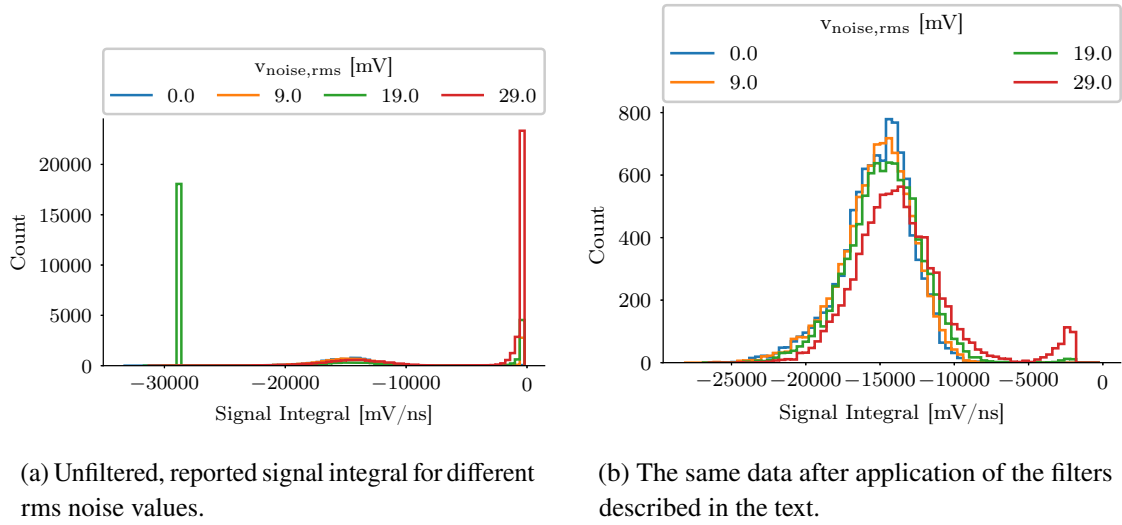 v_noise,rms [mV]
0.0 9.0 19.0 29.0
20000
15000
10000
5000
0
Count
−30000 −20000 −10000 0
Signal Integral [mV/ns]
(a) Unfiltered, reported signal integral for different
rms noise values.
v_noise,rms [mV]
0.0 19.0
9.0 29.0
800
600
400
200
0
Count
−25000 −20000 −15000 −10000 −5000 0
Signal Integral [mV/ns]
(b) The same data after application of the filters
described in the text.